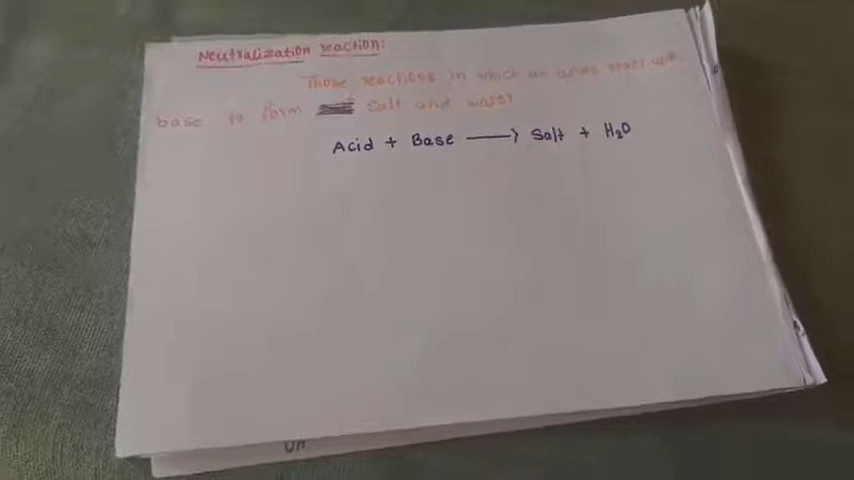 Neutralization reaction:
Those reactions in which an acid react with
base to form salt and water
Acid + Base ⟶ Salt + H₂O
un